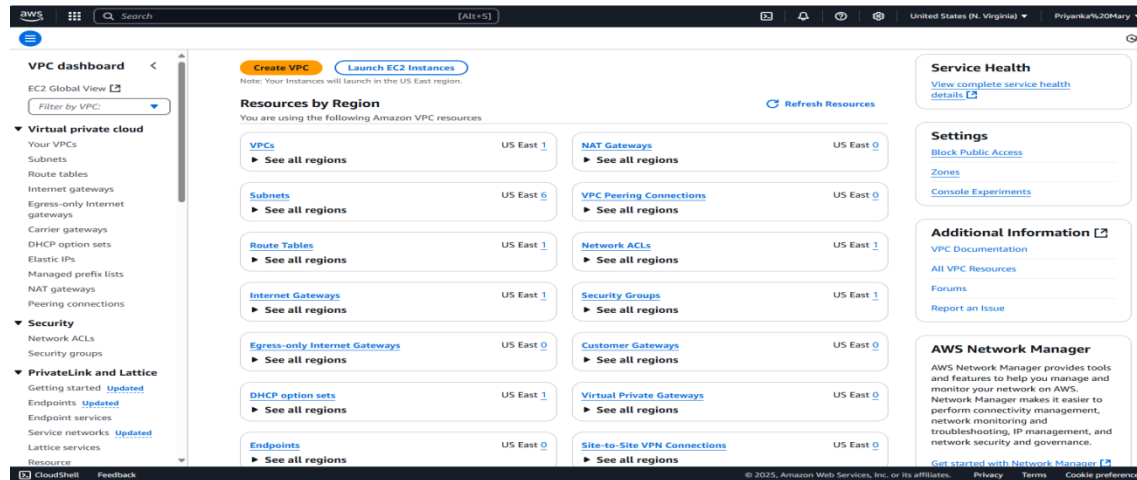 aws
Search [Alt+S]
United States (N. Virginia) Priyanka%20Mary
VPC dashboard
EC2 Global View
Filter by VPC:
Virtual private cloud
Your VPCs
Subnets
Route tables
Internet gateways
Egress-only Internet
gateways
Carrier gateways
DHCP option sets
Elastic IPs
Managed prefix lists
NAT gateways
Peering connections
Security
Network ACLs
Security groups
PrivateLink and Lattice
Getting started Updated
Endpoints Updated
Endpoint services
Service networks Updated
Lattice services
Resource
Create VPC Launch EC2 Instances
Note: Your Instances will launch in the US East region.
Resources by Region
Refresh Resources
You are using the following Amazon VPC resources
VPCs US East 1
See all regions
NAT Gateways US East 0
See all regions
Subnets US East 6
See all regions
VPC Peering Connections US East 0
See all regions
Route Tables US East 1
See all regions
Network ACLs US East 1
See all regions
Internet Gateways US East 1
See all regions
Security Groups US East 1
See all regions
Egress-only Internet Gateways US East 0
See all regions
Customer Gateways US East 0
See all regions
DHCP option sets US East 1
See all regions
Virtual Private Gateways US East 0
See all regions
Endpoints US East 0
See all regions
Site-to-Site VPN Connections US East 0
See all regions
Service Health
View complete service health
details
Settings
Block Public Access
Zones
Console Experiments
Additional Information
VPC Documentation
All VPC Resources
Forums
Report an Issue
AWS Network Manager
AWS Network Manager provides tools
and features to help you manage and
monitor your network on AWS.
Network Manager makes it easier to
perform connectivity management,
network monitoring and
troubleshooting, IP management, and
network security and governance.
Get started with Network Manager
CloudShell Feedback
© 2025, Amazon Web Services, Inc. or its affiliates. Privacy Terms Cookie preference